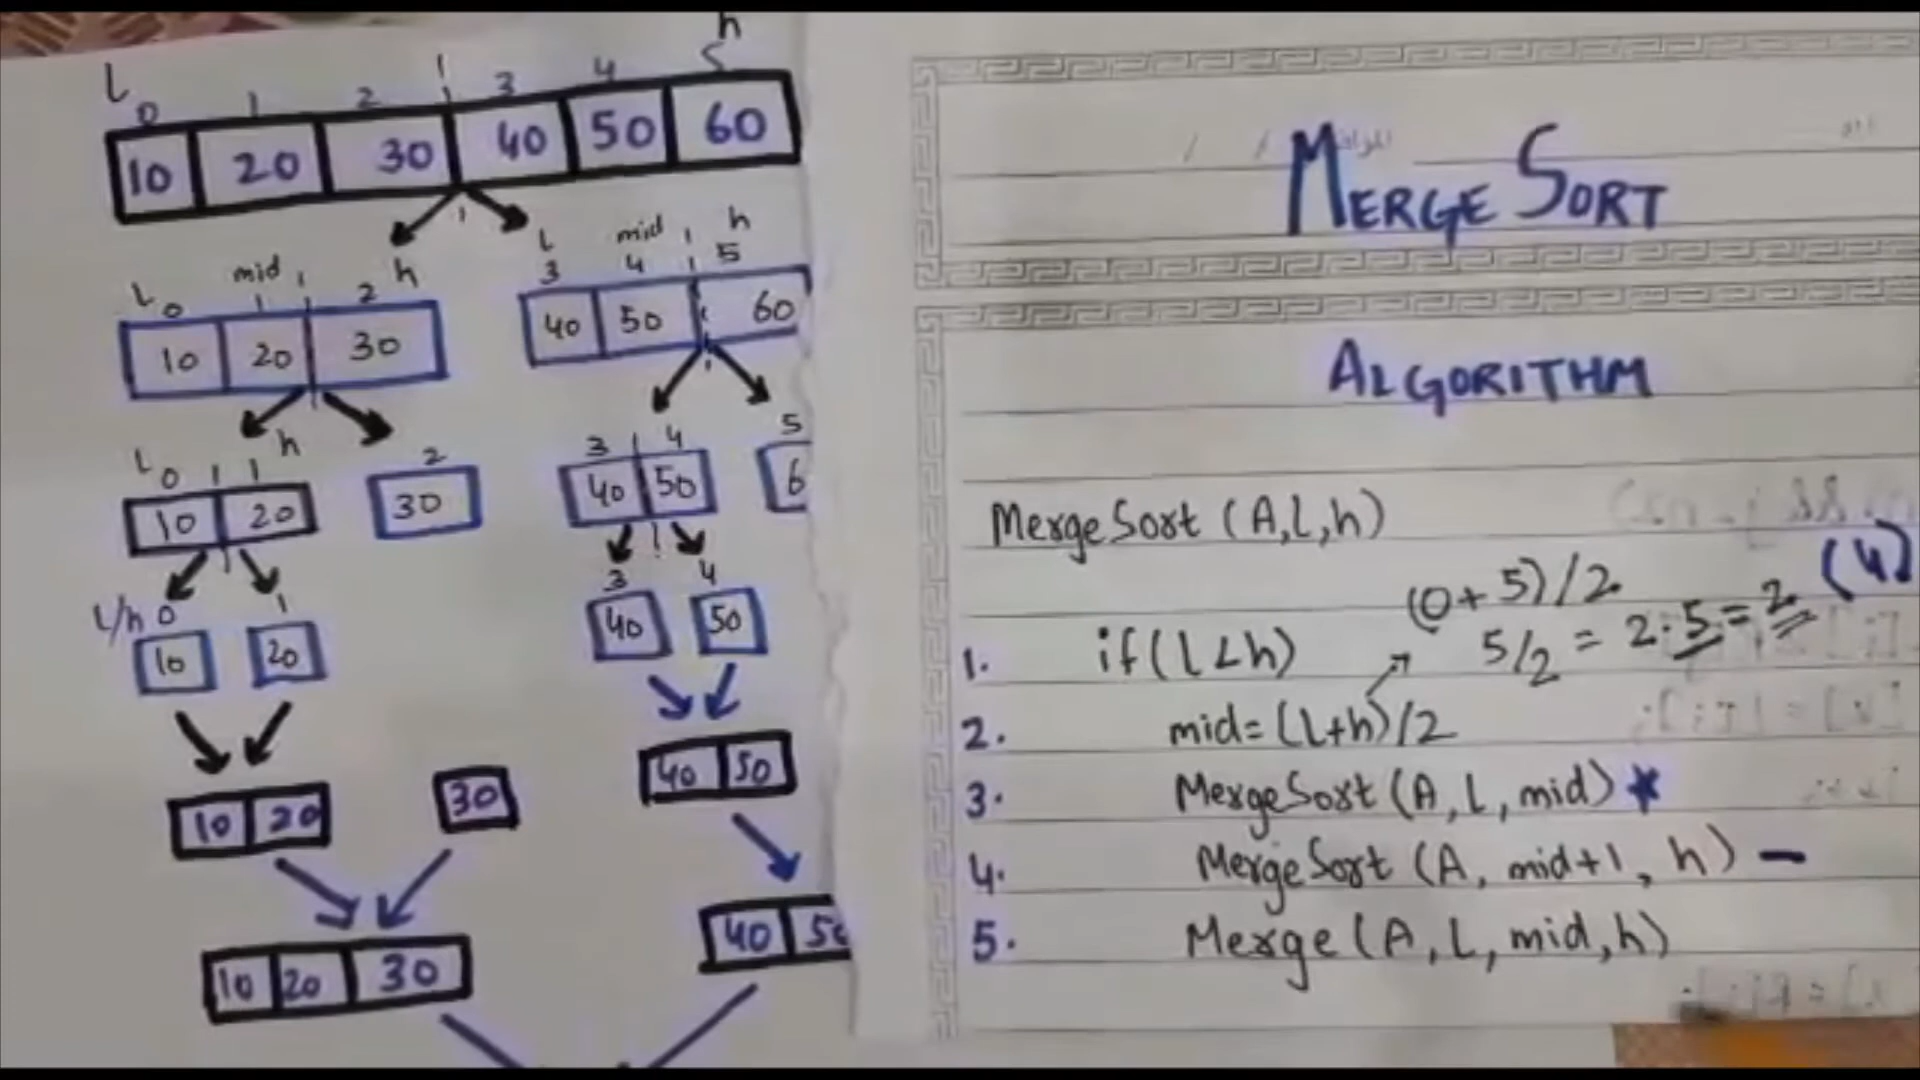 h
L
0 1 2 3 4 5
10 20 30 40 50 60
L 0 mid 1 2 h
10 20 30
L 3 mid 4 h 5
40 50 60
L 0 1 h
10 20
2
30
3 4
40 50
5
6
L/h 0 1
10 20
3 4
40 50
10 20
30
40 50
10 20 30
40 50
MERGE SORT
ALGORITHM
MergeSort (A,L,h)
(0+5)/2
5/2 = 2.5 = 2
(4)
1. if(L<h)
2. mid=(L+h)/2
3. MergeSort(A,L,mid)*
4. MergeSort (A, mid+1, h) -
5. Merge(A,L,mid,h)